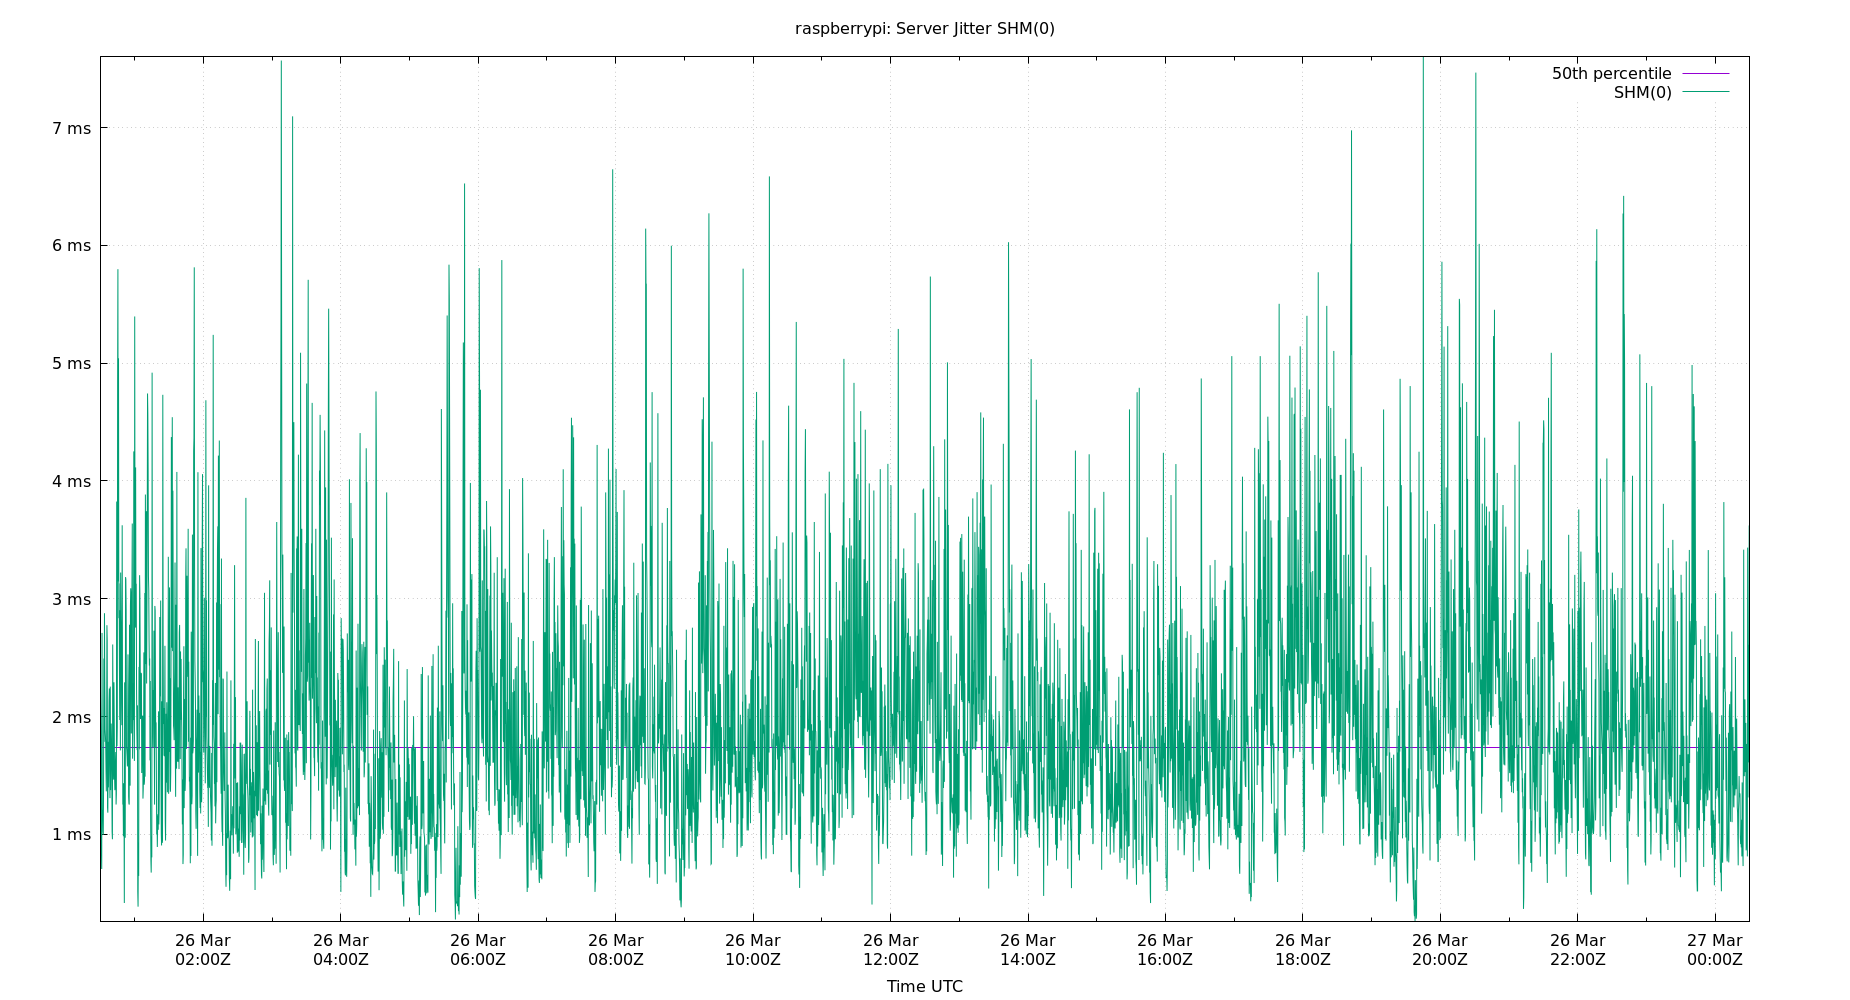 raspberrypi: Server Jitter SHM(0)
50th percentile
SHM(0)
7 ms
6 ms
5 ms
4 ms
3 ms
2 ms
1 ms
26 Mar 26 Mar 26 Mar 26 Mar 26 Mar 26 Mar 26 Mar 26 Mar 26 Mar 26 Mar 26 Mar 27 Mar
02:00Z 04:00Z 06:00Z 08:00Z 10:00Z 12:00Z 14:00Z 16:00Z 18:00Z 20:00Z 22:00Z 00:00Z
Time UTC